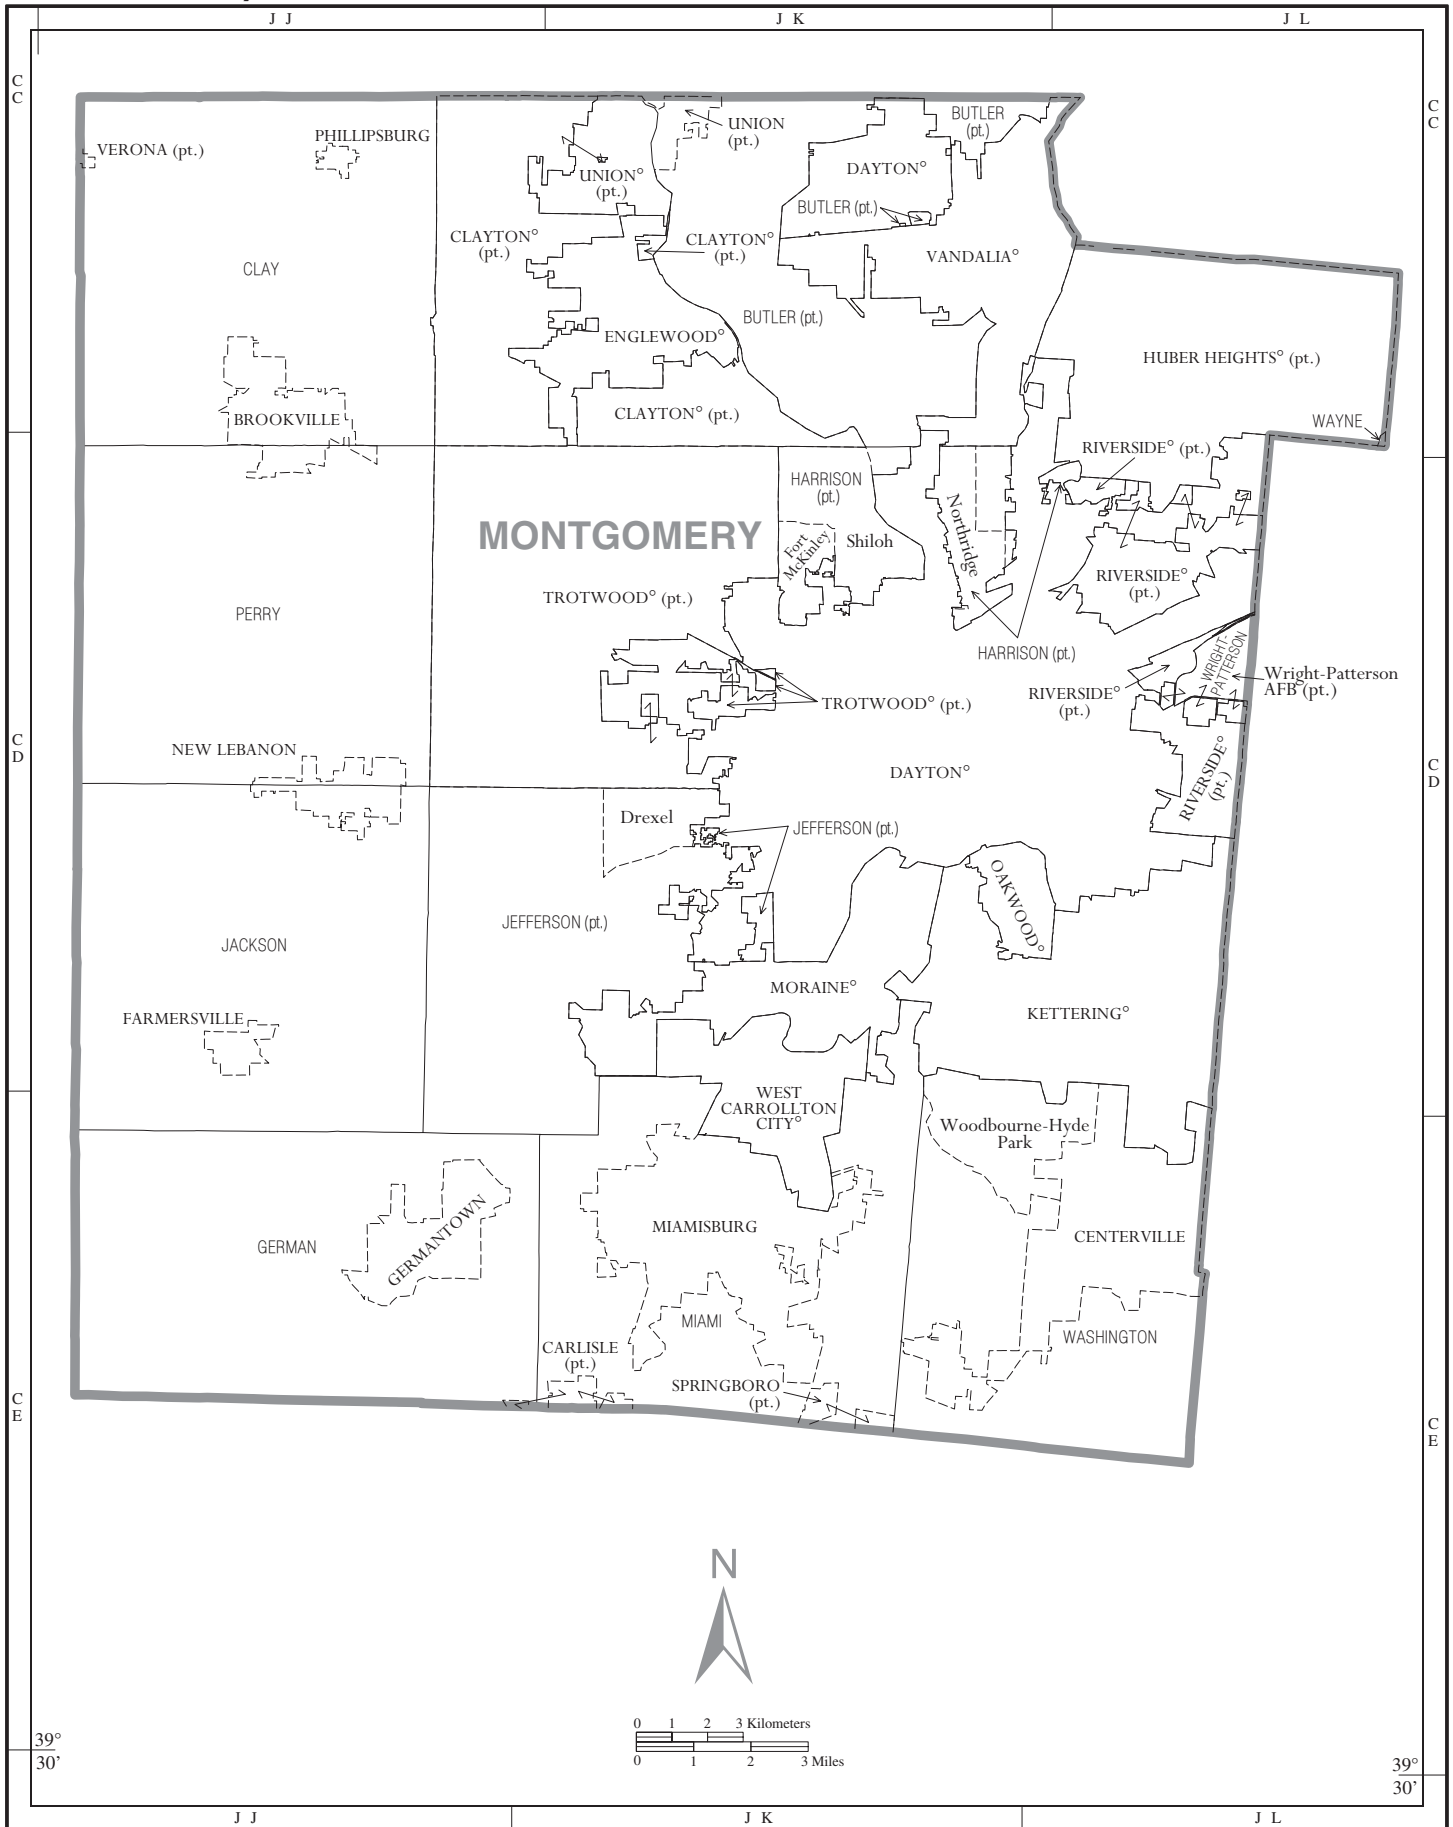 J J
J K
J L
C
C
C
C
VERONA (pt.)
PHILLIPSBURG
UNION
(pt.)
BUTLER
(pt.)
UNION°
(pt.)
DAYTON°
BUTLER (pt.)
CLAYTON°
(pt.)
CLAYTON°
(pt.)
VANDALIA°
CLAY
BUTLER (pt.)
ENGLEWOOD°
HUBER HEIGHTS° (pt.)
BROOKVILLE
CLAYTON° (pt.)
WAYNE
RIVERSIDE° (pt.)
HARRISON
(pt.)
MONTGOMERY
Northridge
Fort
McKinley
Shiloh
RIVERSIDE°
(pt.)
TROTWOOD° (pt.)
PERRY
HARRISON (pt.)
WRIGHT-
PATTERSON
Wright-Patterson
AFB (pt.)
RIVERSIDE°
(pt.)
TROTWOOD° (pt.)
C
D
C
D
NEW LEBANON
DAYTON°
RIVERSIDE°
(pt.)
Drexel
JEFFERSON (pt.)
OAKWOOD°
JEFFERSON (pt.)
JACKSON
MORAINE°
KETTERING°
FARMERSVILLE
WEST
CARROLLTON
CITY°
Woodbourne-Hyde
Park
MIAMISBURG
CENTERVILLE
GERMAN
GERMANTOWN
MIAMI
WASHINGTON
CARLISLE
(pt.)
SPRINGBORO
(pt.)
C
E
C
E
N
0 1 2 3 Kilometers
0 1 2 3 Miles
39°
30’
39°
30’
J J
J K
J L